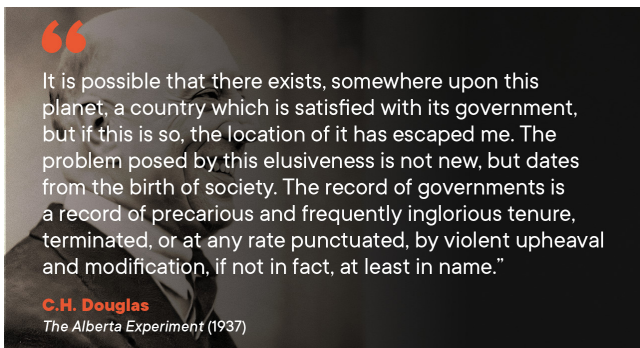 “
It is possible that there exists, somewhere upon this
planet, a country which is satisfied with its government,
but if this is so, the location of it has escaped me. The
problem posed by this elusiveness is not new, but dates
from the birth of society. The record of governments is
a record of precarious and frequently inglorious tenure,
terminated, or at any rate punctuated, by violent upheaval
and modification, if not in fact, at least in name.”
C.H. Douglas
The Alberta Experiment (1937)